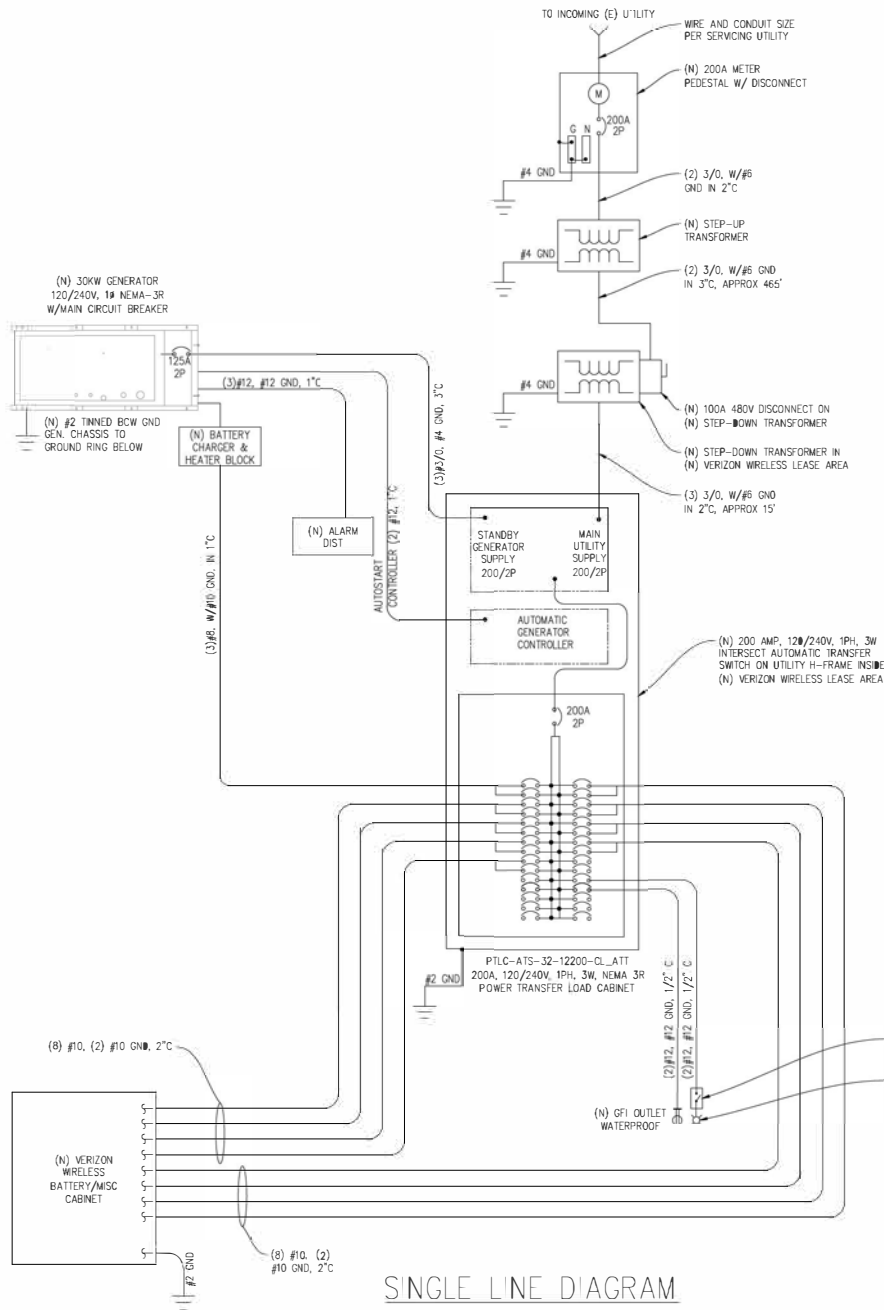 TO INCOMING (E) UTILITY
WIRE AND CONDUIT SIZE
PER SERVICING UTILITY
(N) 200A METER
PEDESTAL W/ DISCONNECT
M
200A
2P
G N
#4 GND
(2) 3/0, W/#6
GND IN 2"C
(N) STEP-UP
TRANSFORMER
#4 GND
(2) 3/0, W/#6 GND
IN 3"C, APPROX 465'
(N) 30KW GENERATOR
120/240V, 1ø NEMA-3R
W/MAIN CIRCUIT BREAKER
125A
2P
(3)#12, #12 GND, 1"C
#4 GND
(N) 100A 480V DISCONNECT ON
(N) STEP-DOWN TRANSFORMER
(N) #2 TINNED BCW GND
GEN. CHASSIS TO
GROUND RING BELOW
(N) BATTERY
CHARGER &
HEATER BLOCK
(3)#3/0, #4 GND, 3"C
(N) STEP-DOWN TRANSFORMER IN
(N) VERIZON WIRELESS LEASE AREA
(3) 3/0, W/#6 GND
IN 2"C, APPROX 15'
(N) ALARM
DIST
AUTOSTART
CONTROLLER (2) #12, 1"C
STANDBY
GENERATOR
SUPPLY
200/2P
MAIN
UTILITY
SUPPLY
200/2P
(3)#8, W/#10 GND, IN 1"C
AUTOMATIC
GENERATOR
CONTROLLER
(N) 200 AMP, 120/240V, 1PH, 3W
INTERSECT AUTOMATIC TRANSFER
SWITCH ON UTILITY H-FRAME INSIDE
(N) VERIZON WIRELESS LEASE AREA
200A
2P
PTLC-ATS-32-12200-CL_ATT
200A, 120/240V, 1PH, 3W, NEMA 3R
POWER TRANSFER LOAD CABINET
#2 GND
(2)#12, #12 GND, 1/2" C
(2)#12, #12 GND, 1/2" C
(8) #10, (2) #10 GND, 2"C
(N) GFI OUTLET
WATERPROOF
(N) VERIZON
WIRELESS
BATTERY/MISC
CABINET
(8) #10, (2)
#10 GND, 2"C
#2 GND
SINGLE LINE DIAGRAM